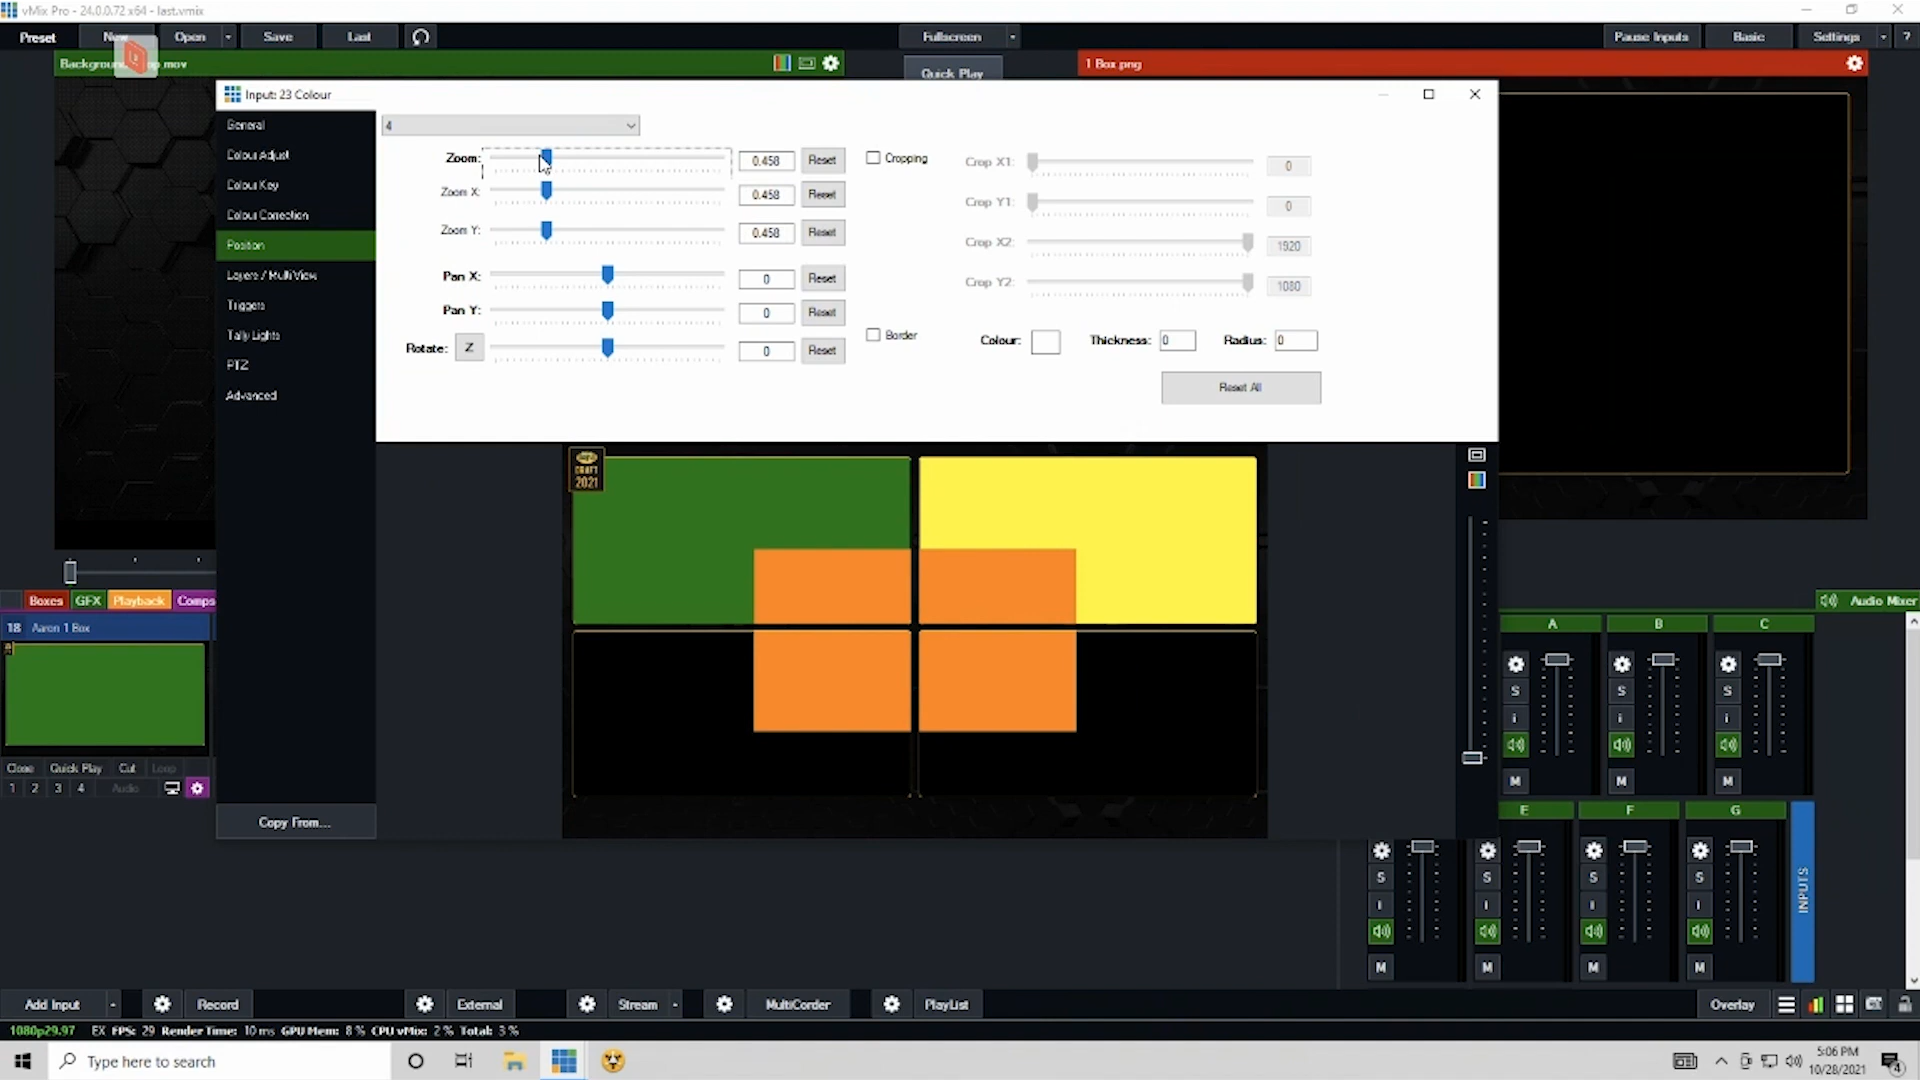 vMix Pro - 24.0.0.72 x64 - last.vmix
Preset
New
Open
Save
Last
Fullscreen
Pause Inputs
Basic
Settings
?
Quick Play
1 Box.png
Input: 23 Colour
General
Colour Adjust
Colour Key
Colour Correction
Position
Layers / MultiView
Triggers
Tally Lights
PTZ
Advanced
Copy From...
4
Zoom: 0.458 Reset
Zoom X: 0.458 Reset
Zoom Y: 0.458 Reset
Pan X: 0 Reset
Pan Y: 0 Reset
Rotate: Z 0 Reset
Cropping
Crop X1: 0
Crop Y1: 0
Crop X2: 1920
Crop Y2: 1080
Border
Colour: Thickness: 0 Radius: 0
Reset All
DRAFT
2021
Boxes GFX Playback Comps
18 Aaron 1 Box
Close Quick Play Cut Loop
1 2 3 4 Audio
Audio Mixer
A B C
S S S
i i i
M M M
E F G
S S S S
i i i i
M M M M
INPUTS
Add Input
Record
External
Stream
MultiCorder
PlayList
Overlay
1080p29.97 EX FPS: 29 Render Time: 10 ms GPU Mem: 8 % CPU vMix: 2 % Total: 3 %
Type here to search
5:06 PM
10/28/2021
4